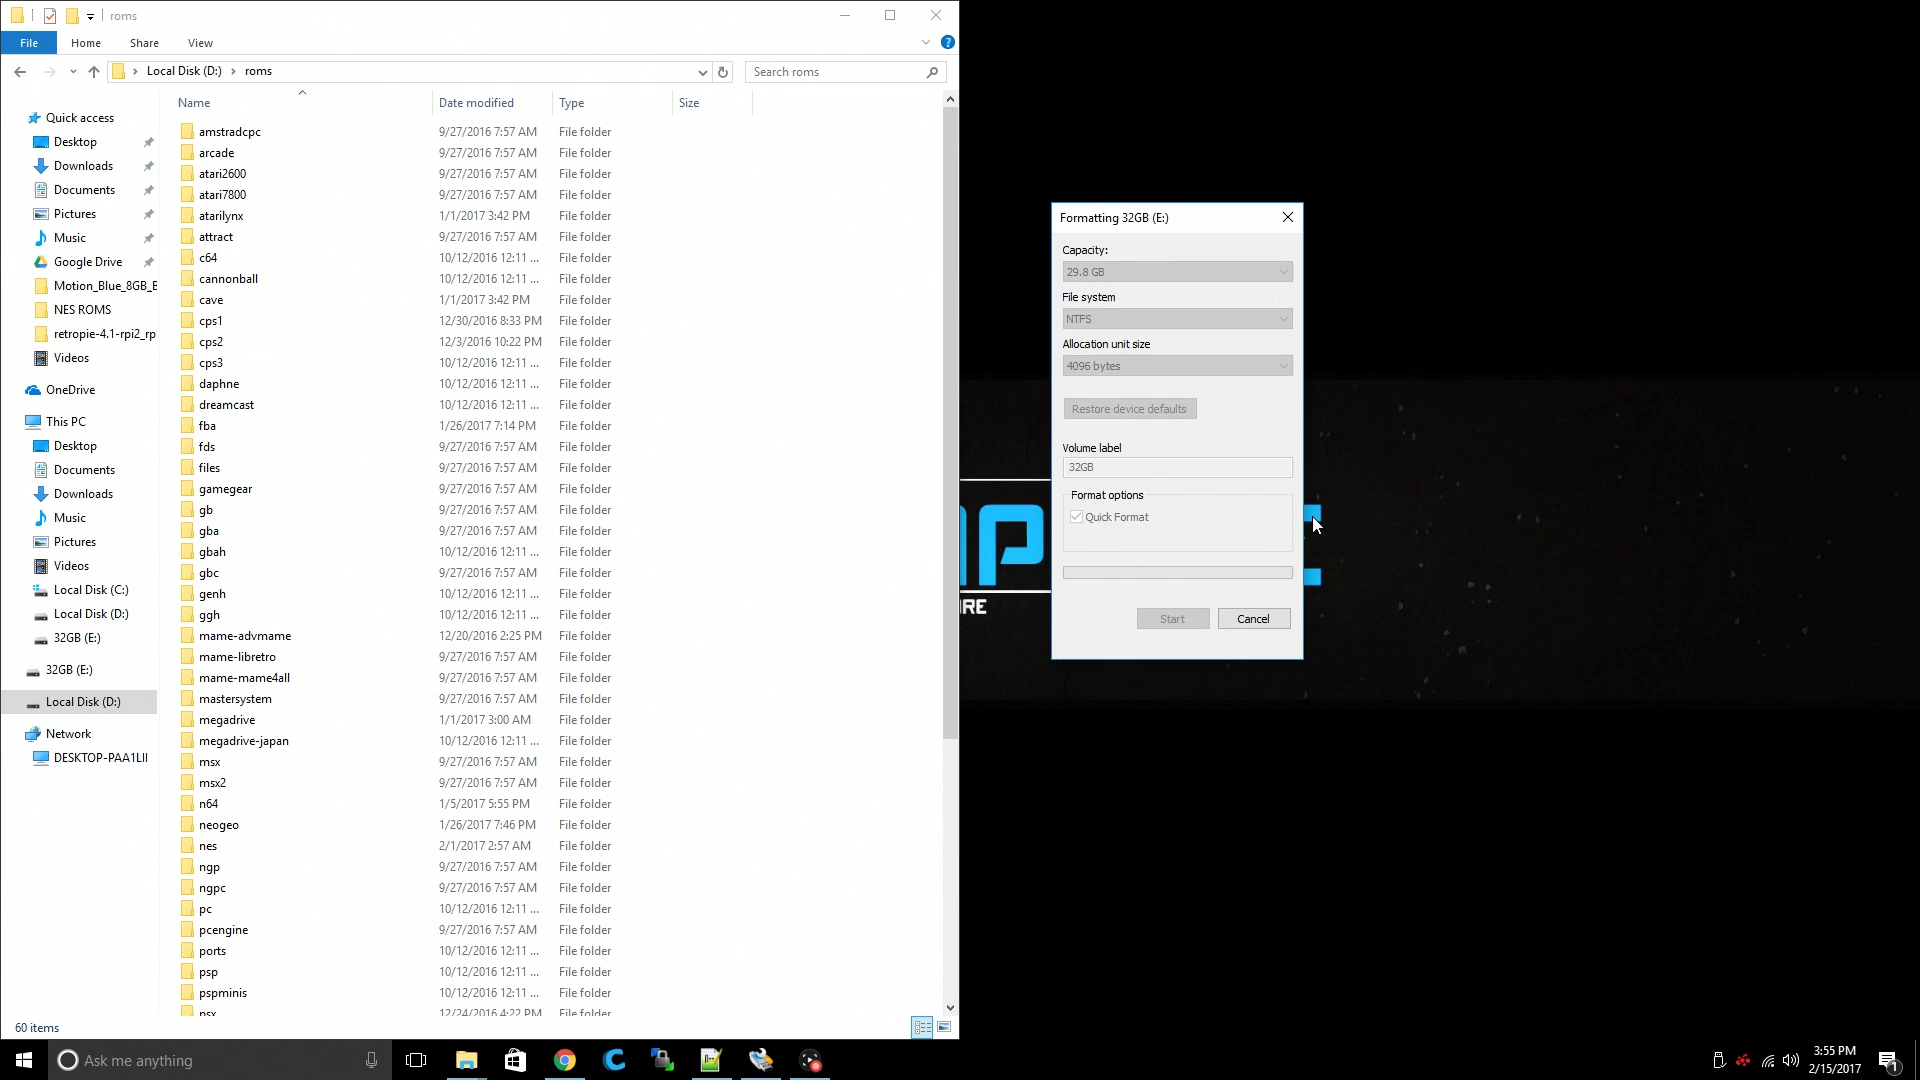 roms
File
Home
Share
View
Local Disk (D:)
roms
Search roms
Name
Date modified
Type
Size
Quick access
Desktop
Downloads
Documents
Pictures
Music
Google Drive
Motion_Blue_8GB_B
NES ROMS
retropie-4.1-rpi2_rp
Videos
OneDrive
This PC
Desktop
Documents
Downloads
Music
Pictures
Videos
Local Disk (C:)
Local Disk (D:)
32GB (E:)
32GB (E:)
Local Disk (D:)
Network
DESKTOP-PAA1LII
amstradcpc 9/27/2016 7:57 AM File folder
arcade 9/27/2016 7:57 AM File folder
atari2600 9/27/2016 7:57 AM File folder
atari7800 9/27/2016 7:57 AM File folder
atarilynx 1/1/2017 3:42 PM File folder
attract 9/27/2016 7:57 AM File folder
c64 10/12/2016 12:11 ... File folder
cannonball 10/12/2016 12:11 ... File folder
cave 1/1/2017 3:42 PM File folder
cps1 12/30/2016 8:33 PM File folder
cps2 12/3/2016 10:22 PM File folder
cps3 10/12/2016 12:11 ... File folder
daphne 10/12/2016 12:11 ... File folder
dreamcast 10/12/2016 12:11 ... File folder
fba 1/26/2017 7:14 PM File folder
fds 9/27/2016 7:57 AM File folder
files 9/27/2016 7:57 AM File folder
gamegear 9/27/2016 7:57 AM File folder
gb 9/27/2016 7:57 AM File folder
gba 9/27/2016 7:57 AM File folder
gbah 10/12/2016 12:11 ... File folder
gbc 9/27/2016 7:57 AM File folder
genh 10/12/2016 12:11 ... File folder
ggh 10/12/2016 12:11 ... File folder
mame-advmame 12/20/2016 2:25 PM File folder
mame-libretro 9/27/2016 7:57 AM File folder
mame-mame4all 9/27/2016 7:57 AM File folder
mastersystem 9/27/2016 7:57 AM File folder
megadrive 1/1/2017 3:00 AM File folder
megadrive-japan 10/12/2016 12:11 ... File folder
msx 9/27/2016 7:57 AM File folder
msx2 9/27/2016 7:57 AM File folder
n64 1/5/2017 5:55 PM File folder
neogeo 1/26/2017 7:46 PM File folder
nes 2/1/2017 2:57 AM File folder
ngp 9/27/2016 7:57 AM File folder
ngpc 9/27/2016 7:57 AM File folder
pc 10/12/2016 12:11 ... File folder
pcengine 9/27/2016 7:57 AM File folder
ports 10/12/2016 12:11 ... File folder
psp 10/12/2016 12:11 ... File folder
pspminis 10/12/2016 12:11 ... File folder
psx 12/24/2016 4:22 PM File folder
60 items
Formatting 32GB (E:)
Capacity:
29.8 GB
File system
NTFS
Allocation unit size
4096 bytes
Restore device defaults
Volume label
32GB
Format options
Quick Format
Start
Cancel
P
IRE
Ask me anything
3:55 PM
2/15/2017
1